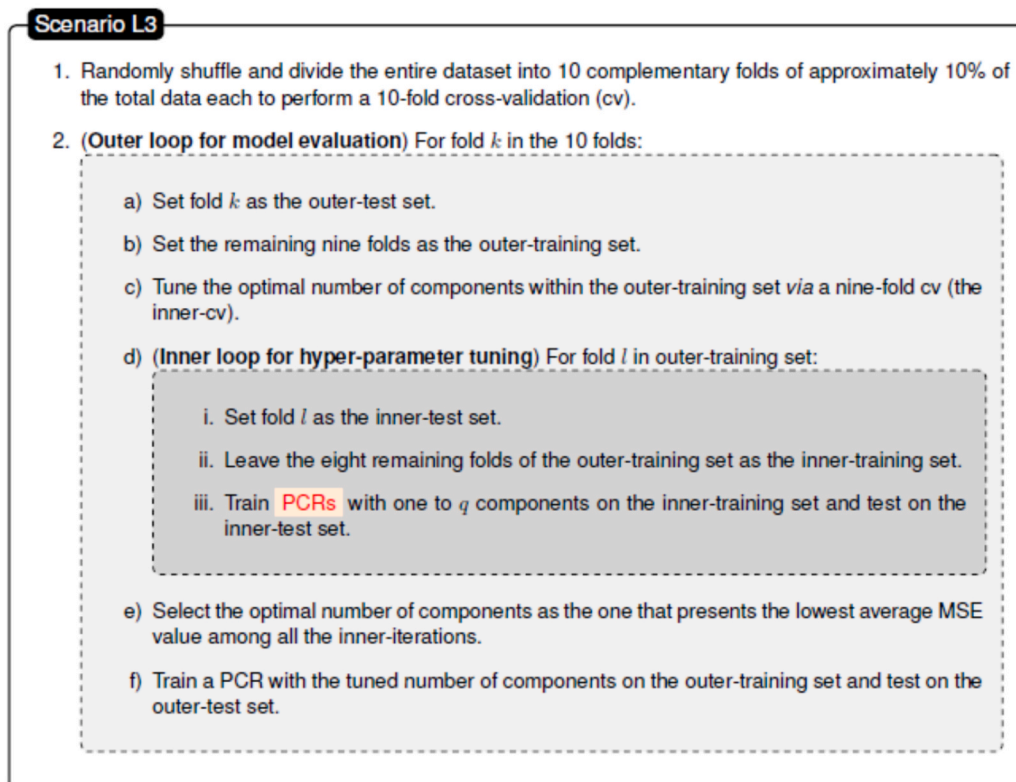 Scenario L3
1. Randomly shuffle and divide the entire dataset into 10 complementary folds of approximately 10% of
the total data each to perform a 10-fold cross-validation (cv).
2. (Outer loop for model evaluation) For fold k in the 10 folds:
a) Set fold k as the outer-test set.
b) Set the remaining nine folds as the outer-training set.
c) Tune the optimal number of components within the outer-training set via a nine-fold cv (the
inner-cv).
d) (Inner loop for hyper-parameter tuning) For fold l in outer-training set:
i. Set fold l as the inner-test set.
ii. Leave the eight remaining folds of the outer-training set as the inner-training set.
iii. Train PCRs with one to q components on the inner-training set and test on the
inner-test set.
e) Select the optimal number of components as the one that presents the lowest average MSE
value among all the inner-iterations.
f) Train a PCR with the tuned number of components on the outer-training set and test on the
outer-test set.